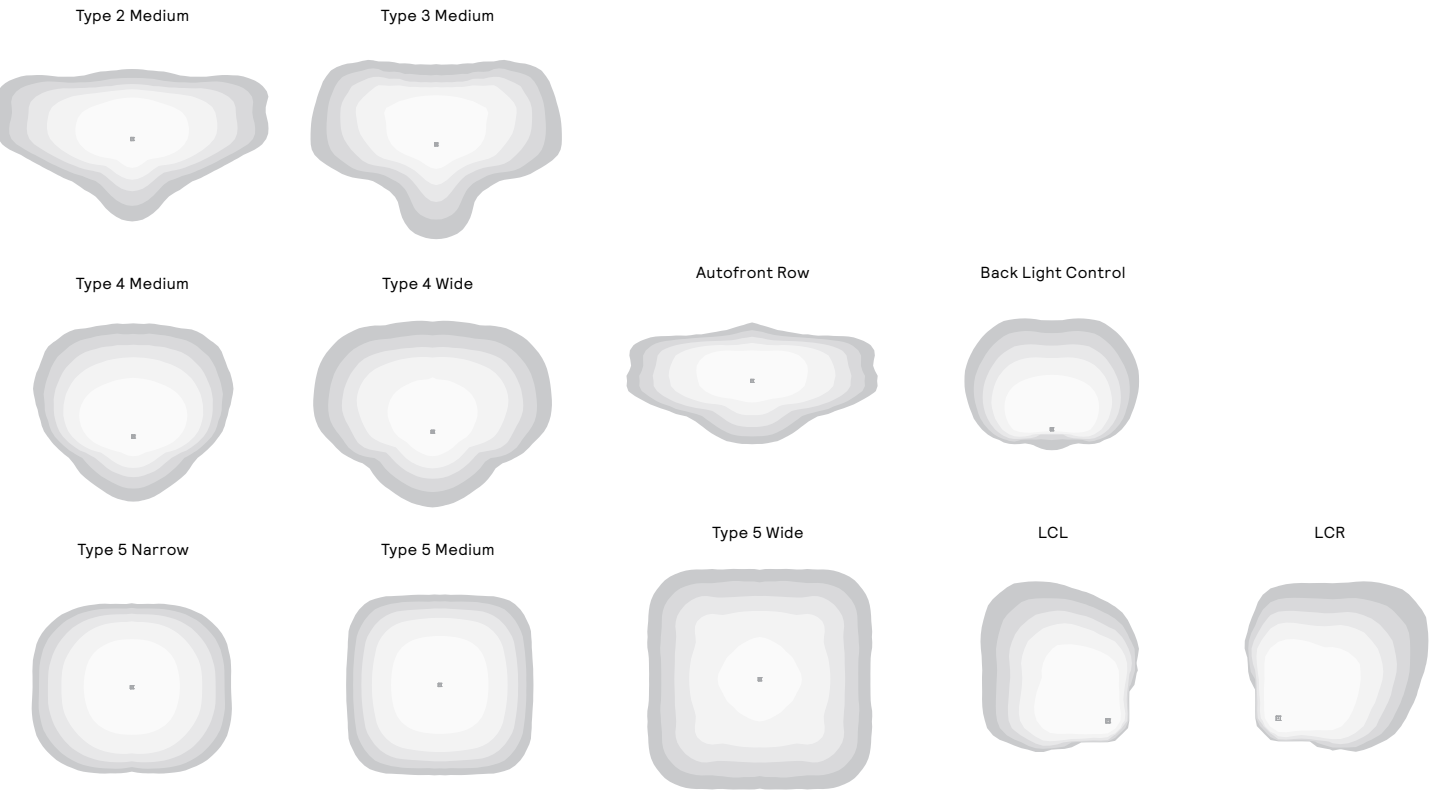 Type 2 Medium
Type 3 Medium
Type 4 Medium
Type 4 Wide
Autofront Row
Back Light Control
Type 5 Narrow
Type 5 Medium
Type 5 Wide
LCL
LCR